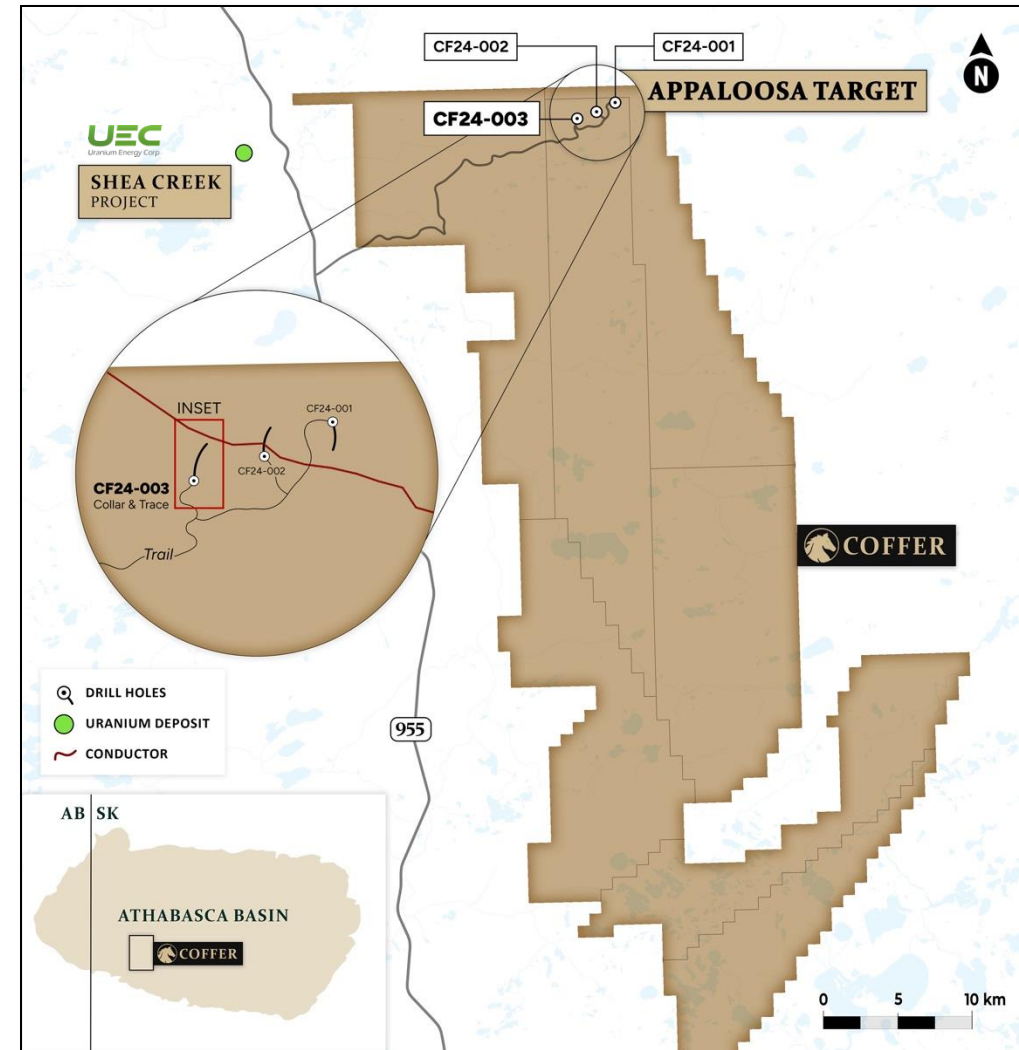 CF24-002
CF24-001
N
APPALOOSA TARGET
CF24-003
UEC
Uranium Energy Corp
SHEA CREEK
PROJECT
INSET
CF24-001
CF24-002
CF24-003
Collar & Trace
Trail
COFFER
DRILL HOLES
URANIUM DEPOSIT
CONDUCTOR
955
AB SK
ATHABASCA BASIN
COFFER
0 5 10 km